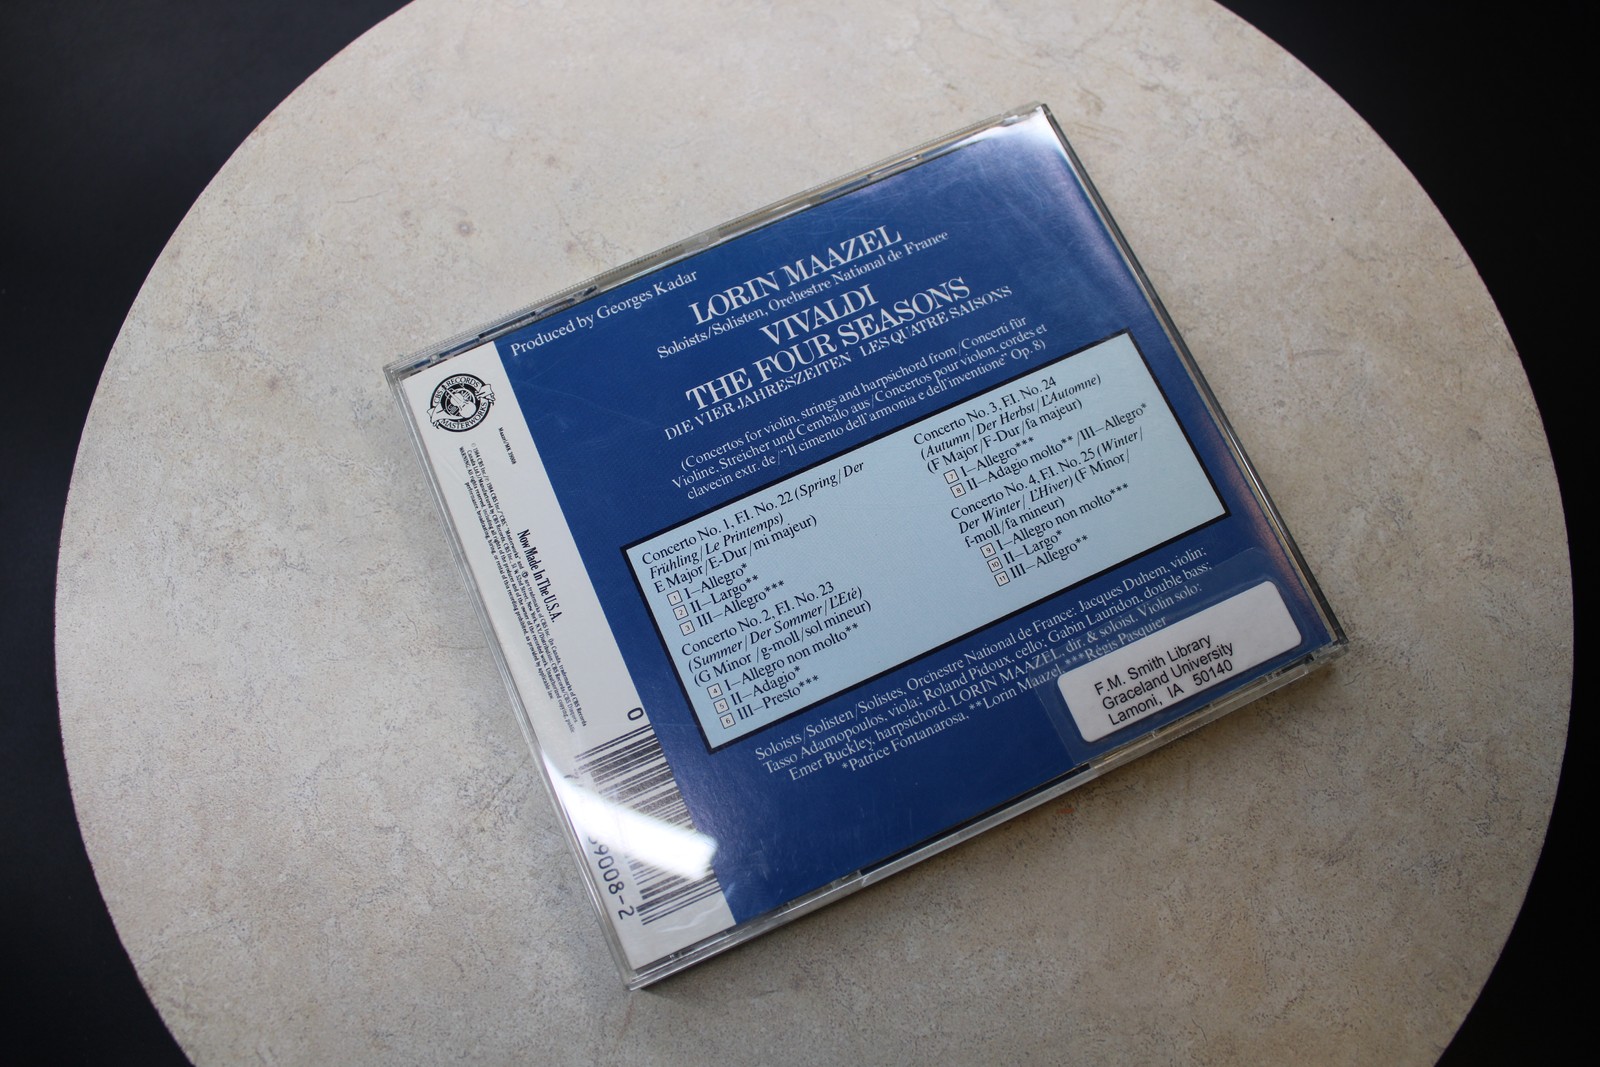 Produced by Georges Kadar
LORIN MAAZEL
Soloists/Solisten, Orchestre National de France
VIVALDI
THE FOUR SEASONS
DIE VIER JAHRESZEITEN LES QUATRE SAISONS
(Concertos for violin, strings and harpsichord from/Concerti für
Violine, Streicher und Cembalo aus/Concertos pour violon, cordes et
clavecin extr. de/"Il cimento dell'armonia e dell'inventione" Op. 8)
Concerto No. 1, F.I. No. 22 (Spring/Der
Frühling/Le Printemps)
E Major/E-Dur/mi majeur)
1 I—Allegro*
2 II—Largo**
3 III—Allegro***
Concerto No. 2, F.I. No. 23
(Summer/Der Sommer/L'Eté)
(G Minor/g-moll/sol mineur)
4 I—Allegro non molto**
5 II—Adagio*
6 III—Presto***
Concerto No. 3, F.I. No. 24
(Autumn/Der Herbst/L'Automne)
(F Major/F-Dur/fa majeur)
7 I—Allegro***
8 II—Adagio molto**/III—Allegro*
Concerto No. 4, F.I. No. 25 (Winter/
Der Winter/L'Hiver) (F Minor/
f-moll/fa mineur)
9 I—Allegro non molto***
10 II—Largo*
11 III—Allegro**
Soloists/Solisten/Solistes, Orchestre National de France: Jacques Duhem, violin;
Tasso Adamopoulos, viola; Roland Pidoux, cello; Gabin Lauridon, double bass;
Emer Buckley, harpsichord. LORIN MAAZEL, dir. & soloist. Violin solo:
*Patrice Fontanarosa, **Lorin Maazel, ***Régis Pasquier
F.M. Smith Library
Graceland University
Lamoni, IA 50140
CBS RECORDS
MASTERWORKS
Maazel/MK 39008
Now Made In The U.S.A.
0
9008-2